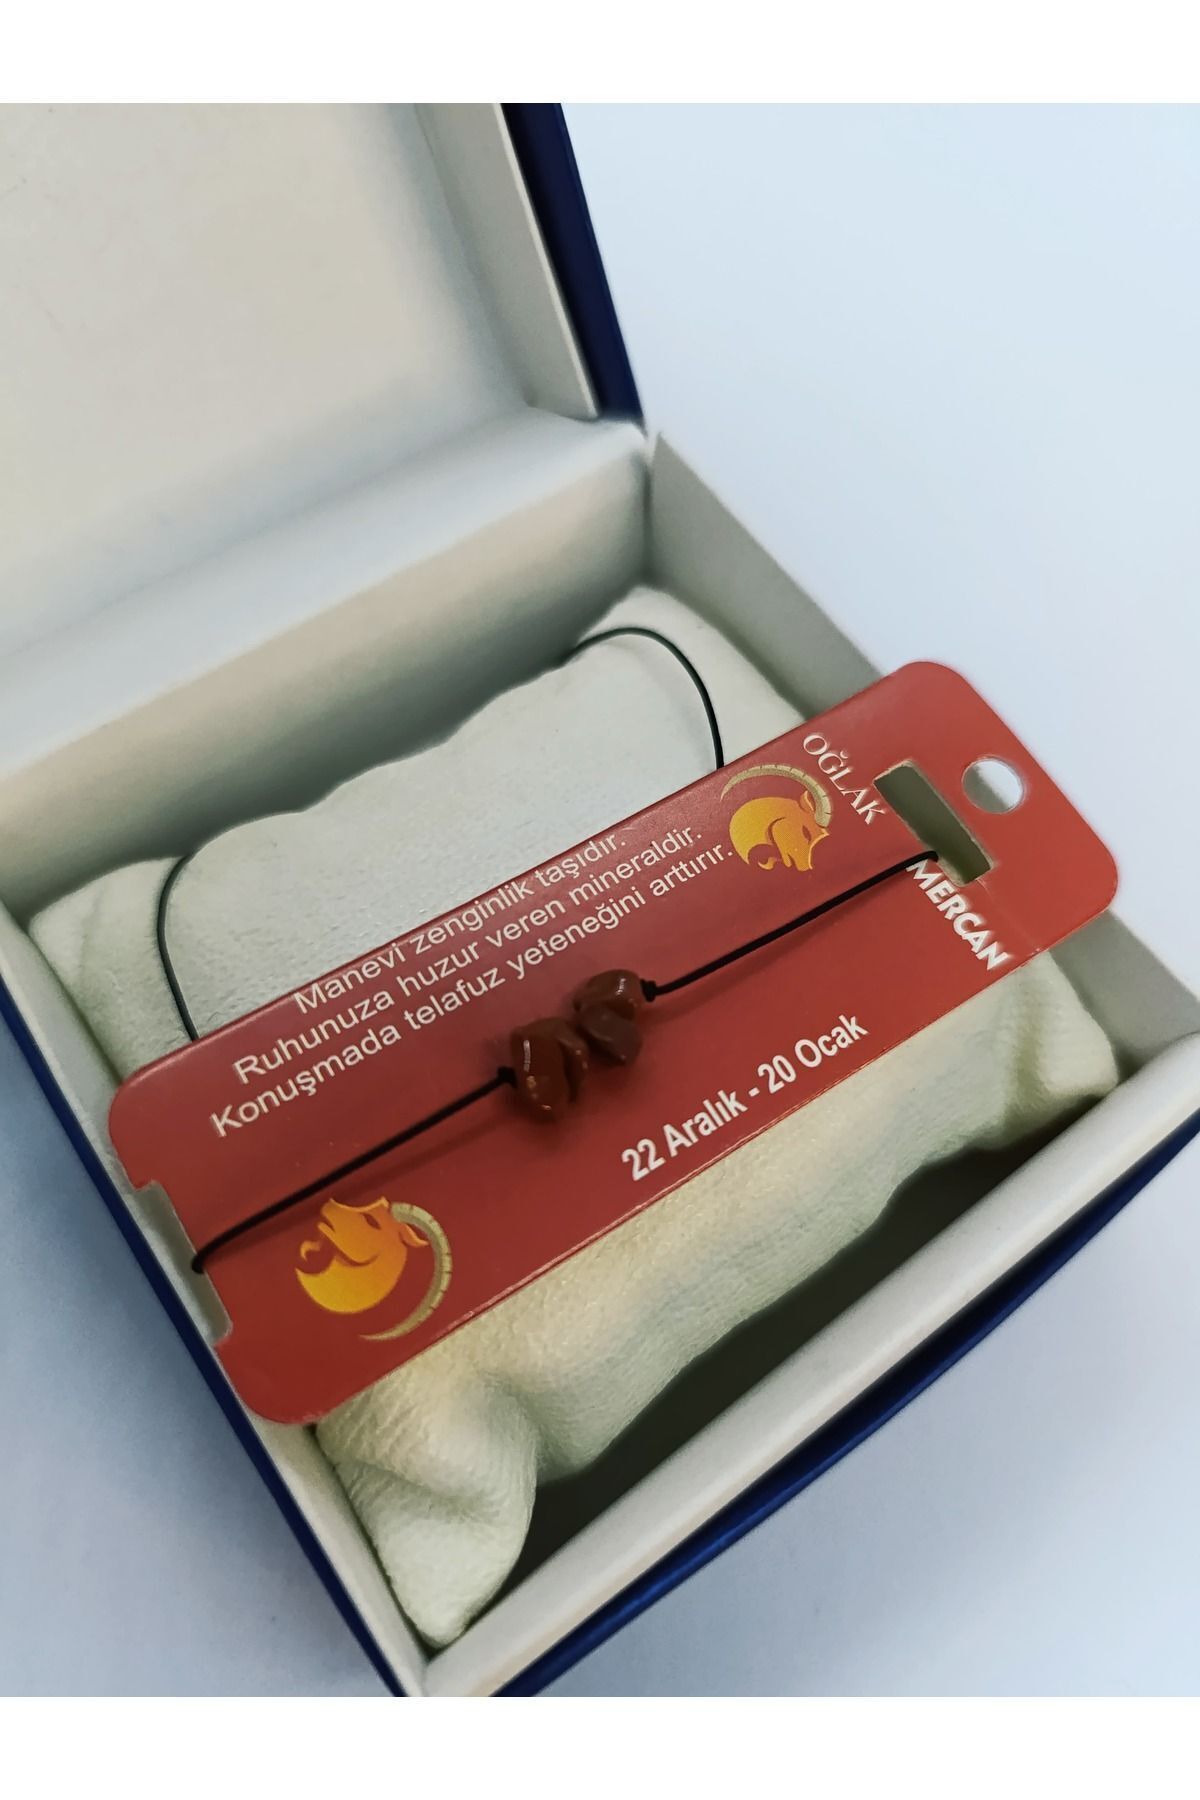 OĞLAK
MERCAN
Manevi zenginlik taşıdır.
Ruhunuza huzur veren mineraldir.
Konuşmada telafuz yeteneğini arttırır.
22 Aralık - 20 Ocak